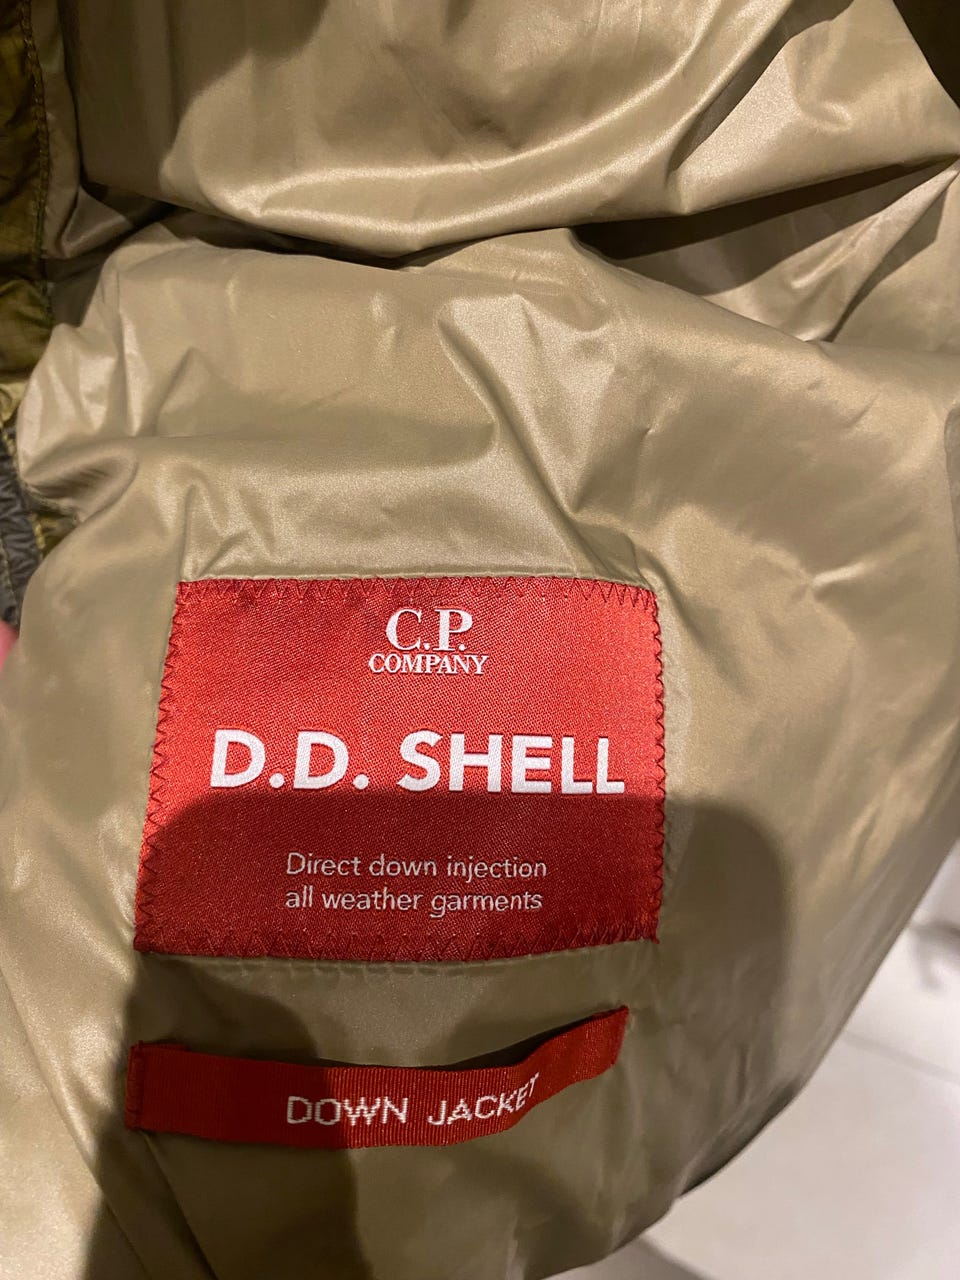 C.P.
COMPANY
D.D. SHELL
Direct down injection
all weather garments
DOWN JACKET